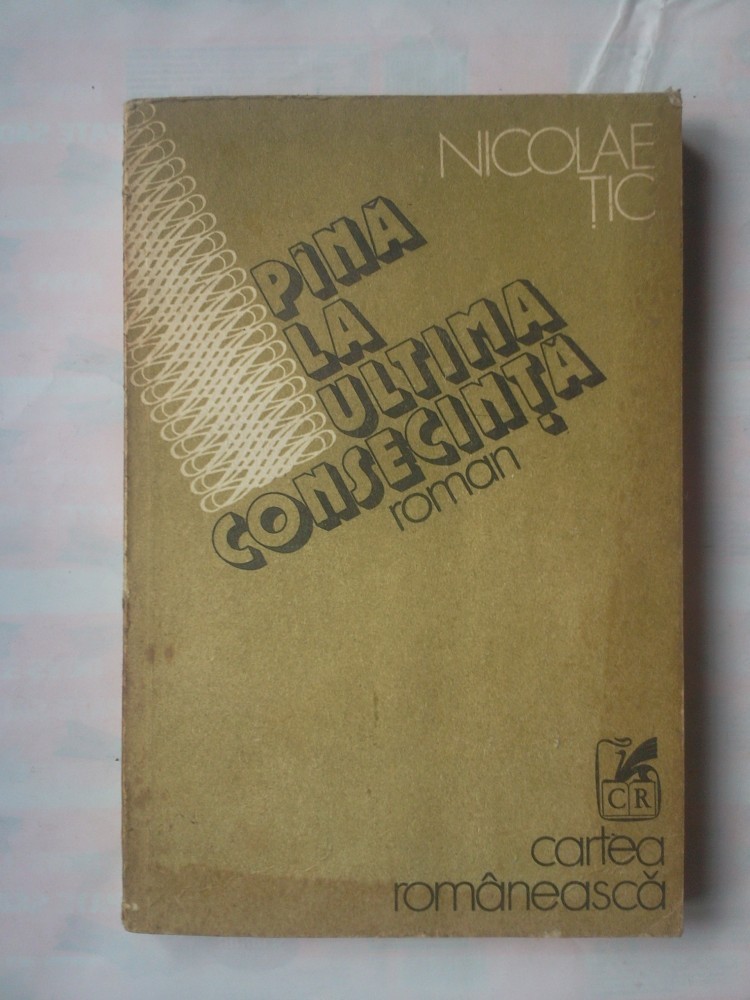 NICOLAE
ȚIC
PÎNĂ
LA
ULTIMA
CONSECINȚĂ
roman
CR
cartea
românească